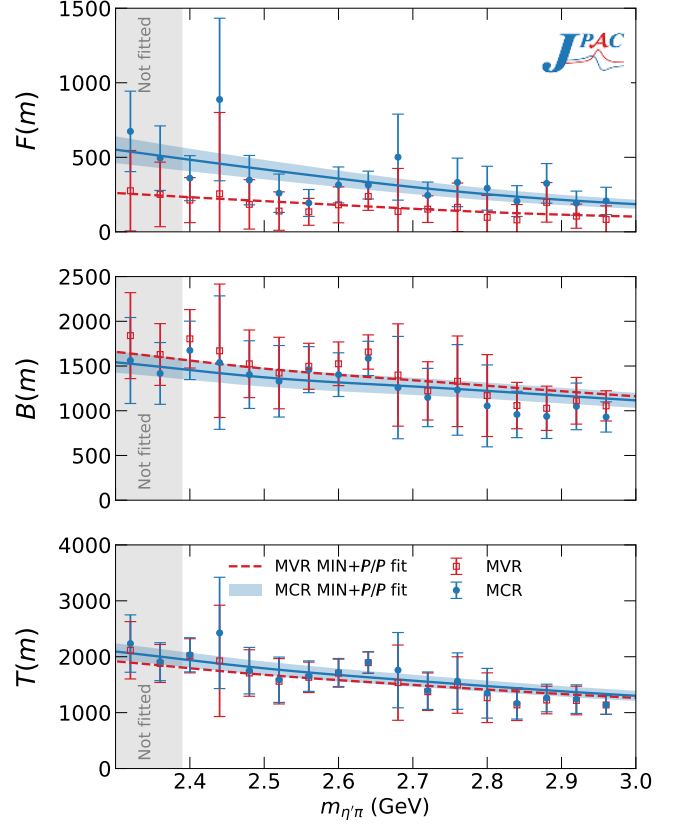 1500
1000
500
0
F(m)
Not fitted
JPAC
2500
2000
1500
1000
500
0
B(m)
Not fitted
4000
3000
2000
1000
0
T(m)
Not fitted
MVR MIN+P/P fit
MCR MIN+P/P fit
MVR
MCR
2.4 2.5 2.6 2.7 2.8 2.9 3.0
m_{η′π} (GeV)